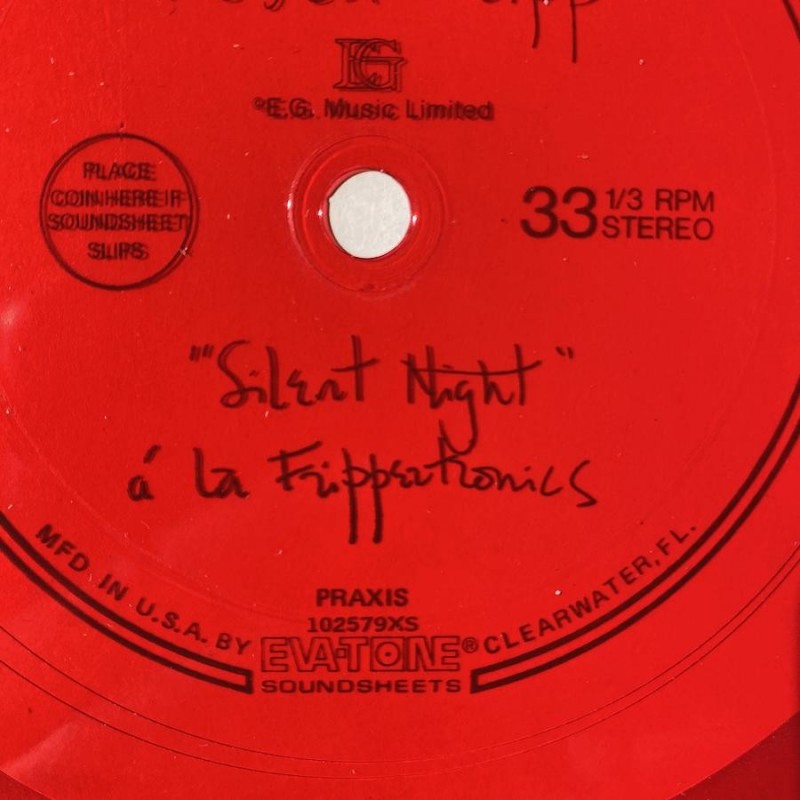 EG
℗E.G. Music Limited
PLACE
COIN HERE IF
SOUNDSHEET
SLIPS
33 1/3 RPM
STEREO
""Silent Night"
á la Frippertronics
PRAXIS
102579XS
MFD IN U.S.A. BY EVA-TONE® CLEARWATER, FL.
SOUNDSHEETS